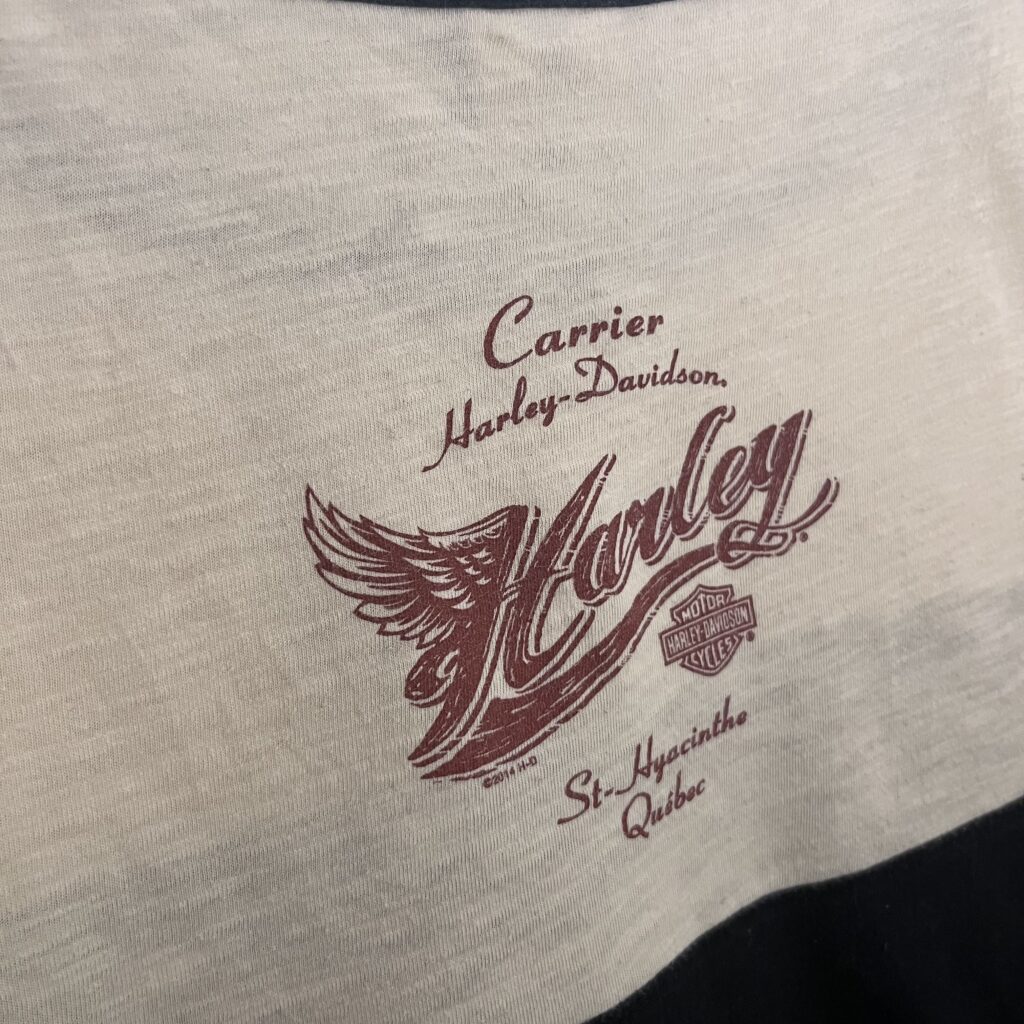 Carrier
Harley-Davidson.
Harley®
MOTOR
HARLEY-DAVIDSON
CYCLES®
©2014 H-D
St-Hyacinthe
Québec